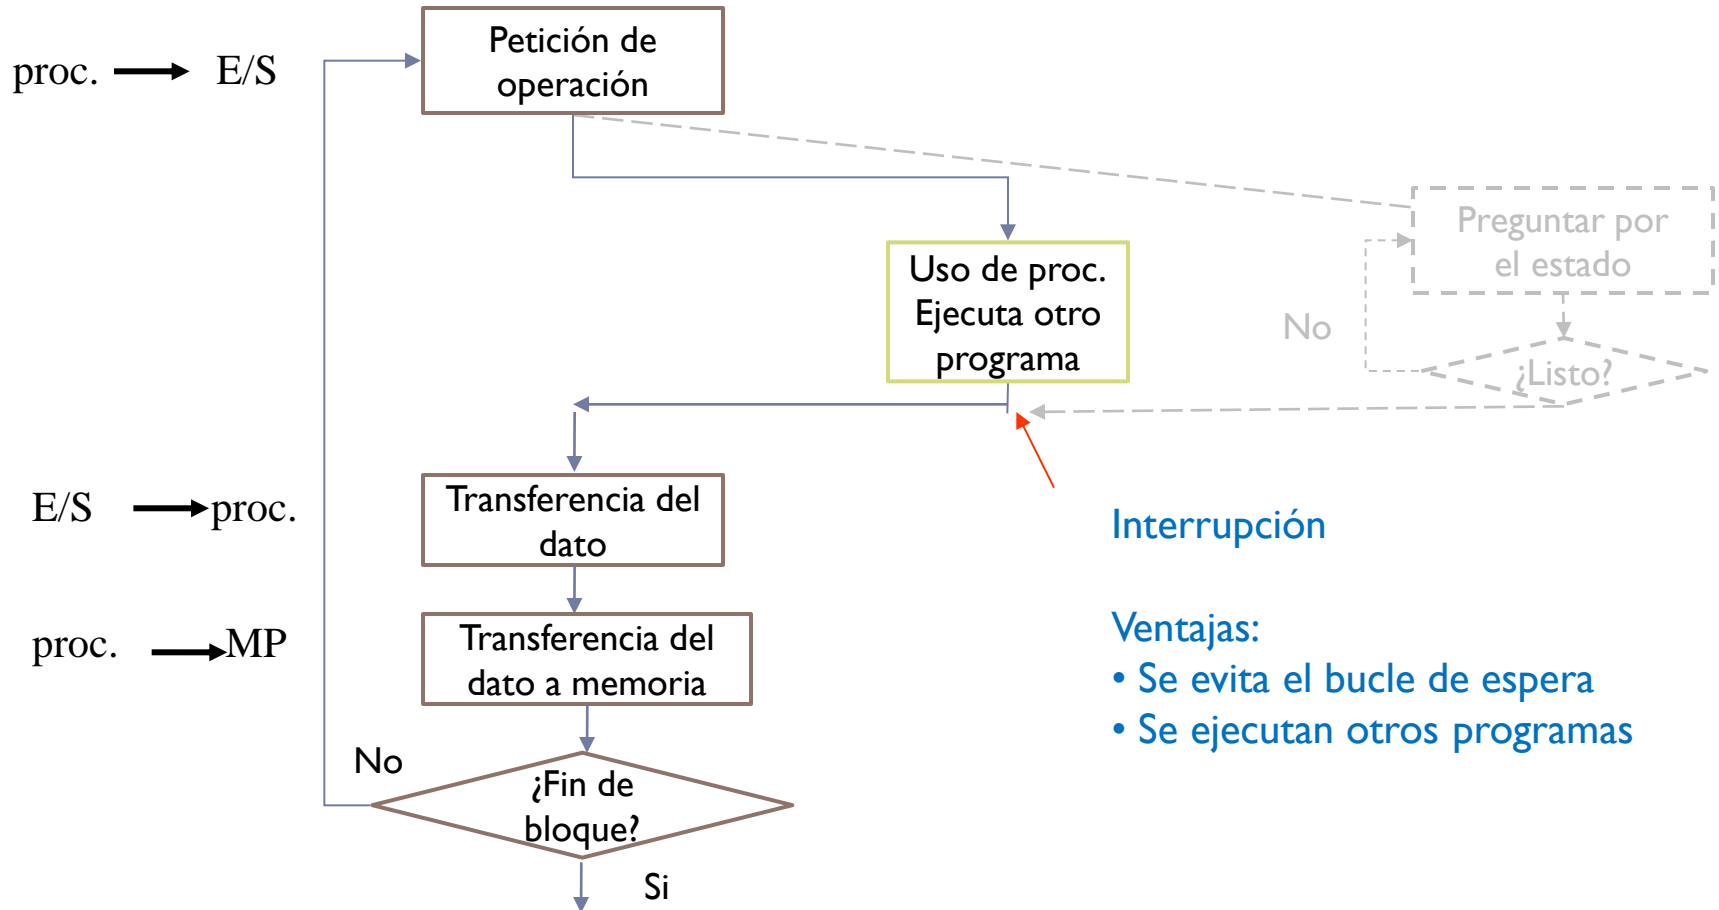 Petición de
operación
proc. E/S
Preguntar por
el estado
Uso de proc.
Ejecuta otro
programa
No
¿Listo?
E/S proc.
Transferencia del
dato
Interrupción
proc. MP
Transferencia del
dato a memoria
Ventajas:
• Se evita el bucle de espera
• Se ejecutan otros programas
No
¿Fin de
bloque?
Si